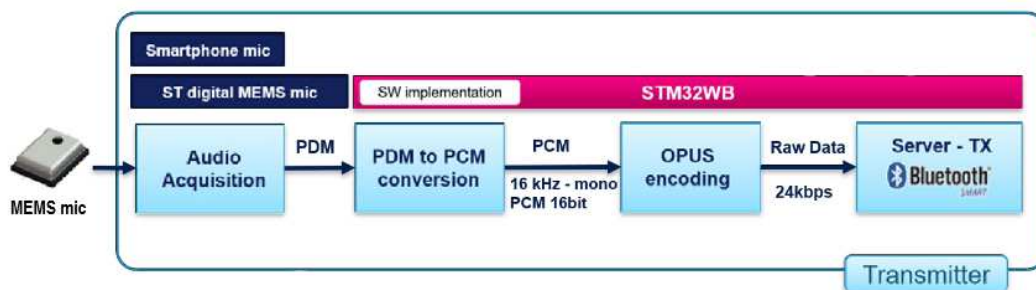 Smartphone mic
ST digital MEMS mic
SW implementation
STM32WB
MEMS mic
Audio
Acquisition
PDM
PDM to PCM
conversion
PCM
16 kHz - mono
PCM 16bit
OPUS
encoding
Raw Data
24kbps
Server - TX
Bluetooth®
SMART
Transmitter